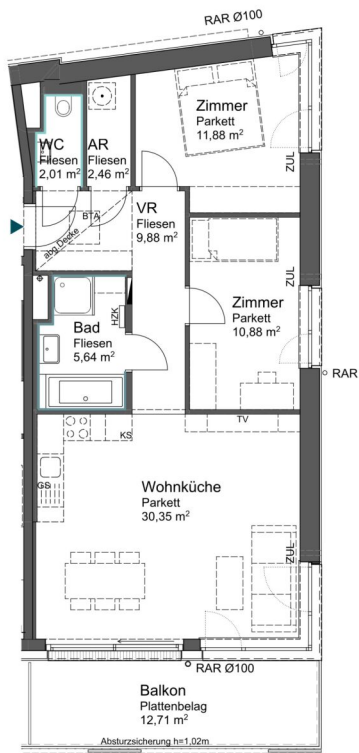 RAR Ø100
Zimmer
Parkett
11,88 m²
WC
Fliesen
2,01 m²
AR
Fliesen
2,46 m²
ZUL
VR
Fliesen
9,88 m²
BTA
abg Decke
ZUL
Zimmer
Parkett
10,88 m²
Bad
Fliesen
5,64 m²
HZK
RAR
TV
KS
GS
Wohnküche
Parkett
30,35 m²
ZUL
RAR Ø100
Balkon
Plattenbelag
12,71 m²
Absturzsicherung h=1,02m